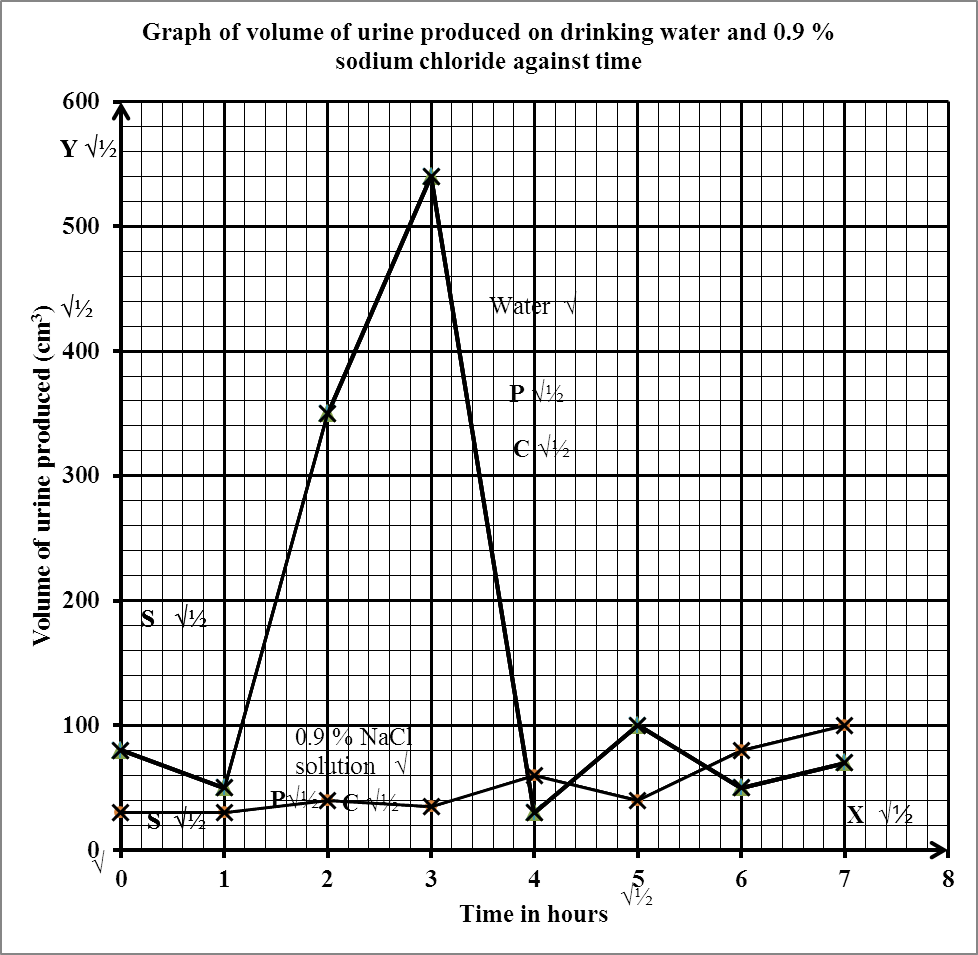 Graph of volume of urine produced on drinking water and 0.9 %
sodium chloride against time
600
Y √½
500
√½
Water √
400
P √½
C √½
300
Volume of urine produced (cm³)
200
S √½
100
0.9 % NaCl
solution √
P√½ C √½
S √½
X √½
0
√
0 1 2 3 4 5 6 7 8
√½
Time in hours